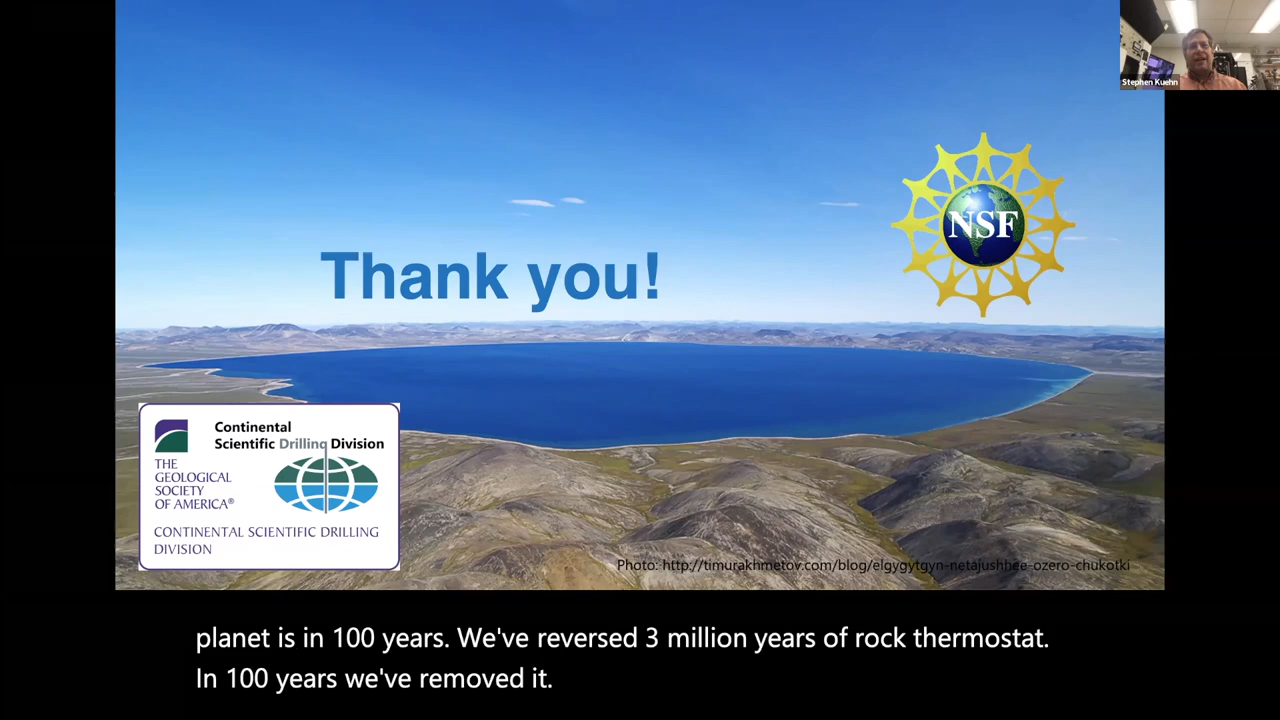 Stephen Kuehn
NSF
Thank you!
Continental
Scientific Drilling Division
THE
GEOLOGICAL
SOCIETY
OF AMERICA®
CONTINENTAL SCIENTIFIC DRILLING
DIVISION
Photo: http://timurakhmetov.com/blog/elgygytgyn-netajushhee-ozero-chukotki
planet is in 100 years. We've reversed 3 million years of rock thermostat.
In 100 years we've removed it.